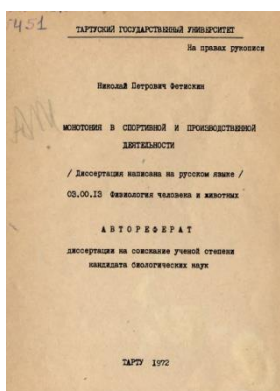 451
ТАРТУСКИЙ ГОСУДАРСТВЕННЫЙ УНИВЕРСИТЕТ
На правах рукописи
Николай Петрович Фетискин
МОНОТОНИЯ В СПОРТИВНОЙ И ПРОИЗВОДСТВЕННОЙ
ДЕЯТЕЛЬНОСТИ
/ Диссертация написана на русском языке /
03.00.13 Физиология человека и животных
АВТОРЕФЕРАТ
диссертации на соискание ученой степени
кандидата биологических наук
ТАРТУ 1972